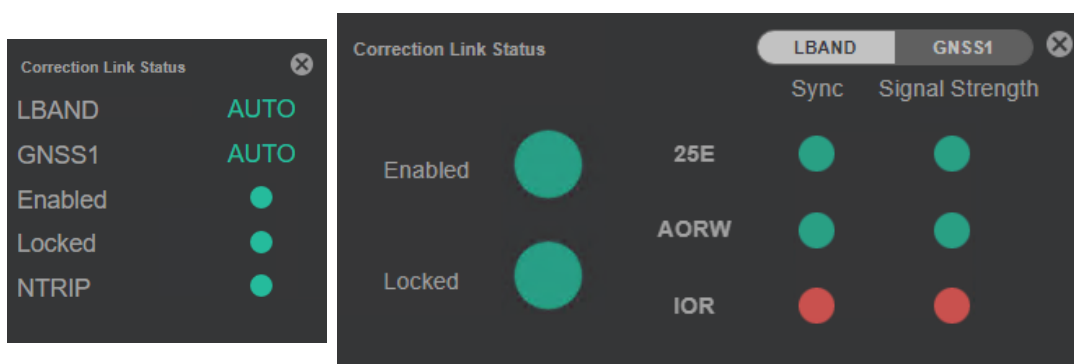 Correction Link Status
LBAND AUTO
GNSS1 AUTO
Enabled
Locked
NTRIP
Correction Link Status
LBAND GNSS1
Sync Signal Strength
Enabled
25E
AORW
Locked
IOR